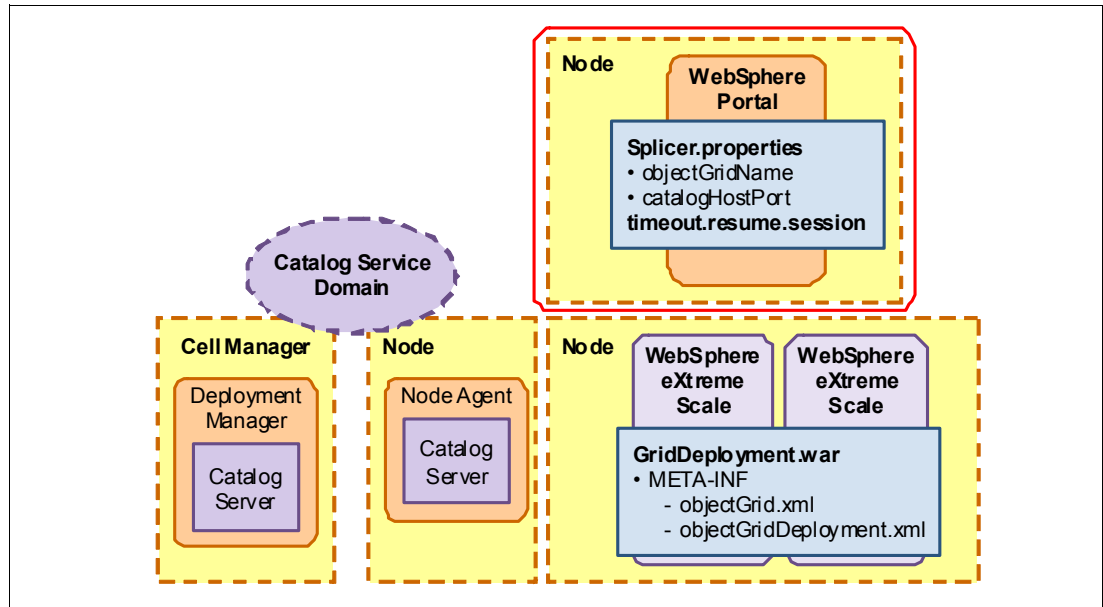 Node
WebSphere
Portal
Splicer.properties
• objectGridName
• catalogHostPort
timeout.resume.session
Catalog Service
Domain
Cell Manager
Deployment
Manager
Catalog
Server
Node
Node Agent
Catalog
Server
Node
WebSphere
eXtreme
Scale
WebSphere
eXtreme
Scale
GridDeployment.war
• META-INF
- objectGrid.xml
- objectGridDeployment.xml